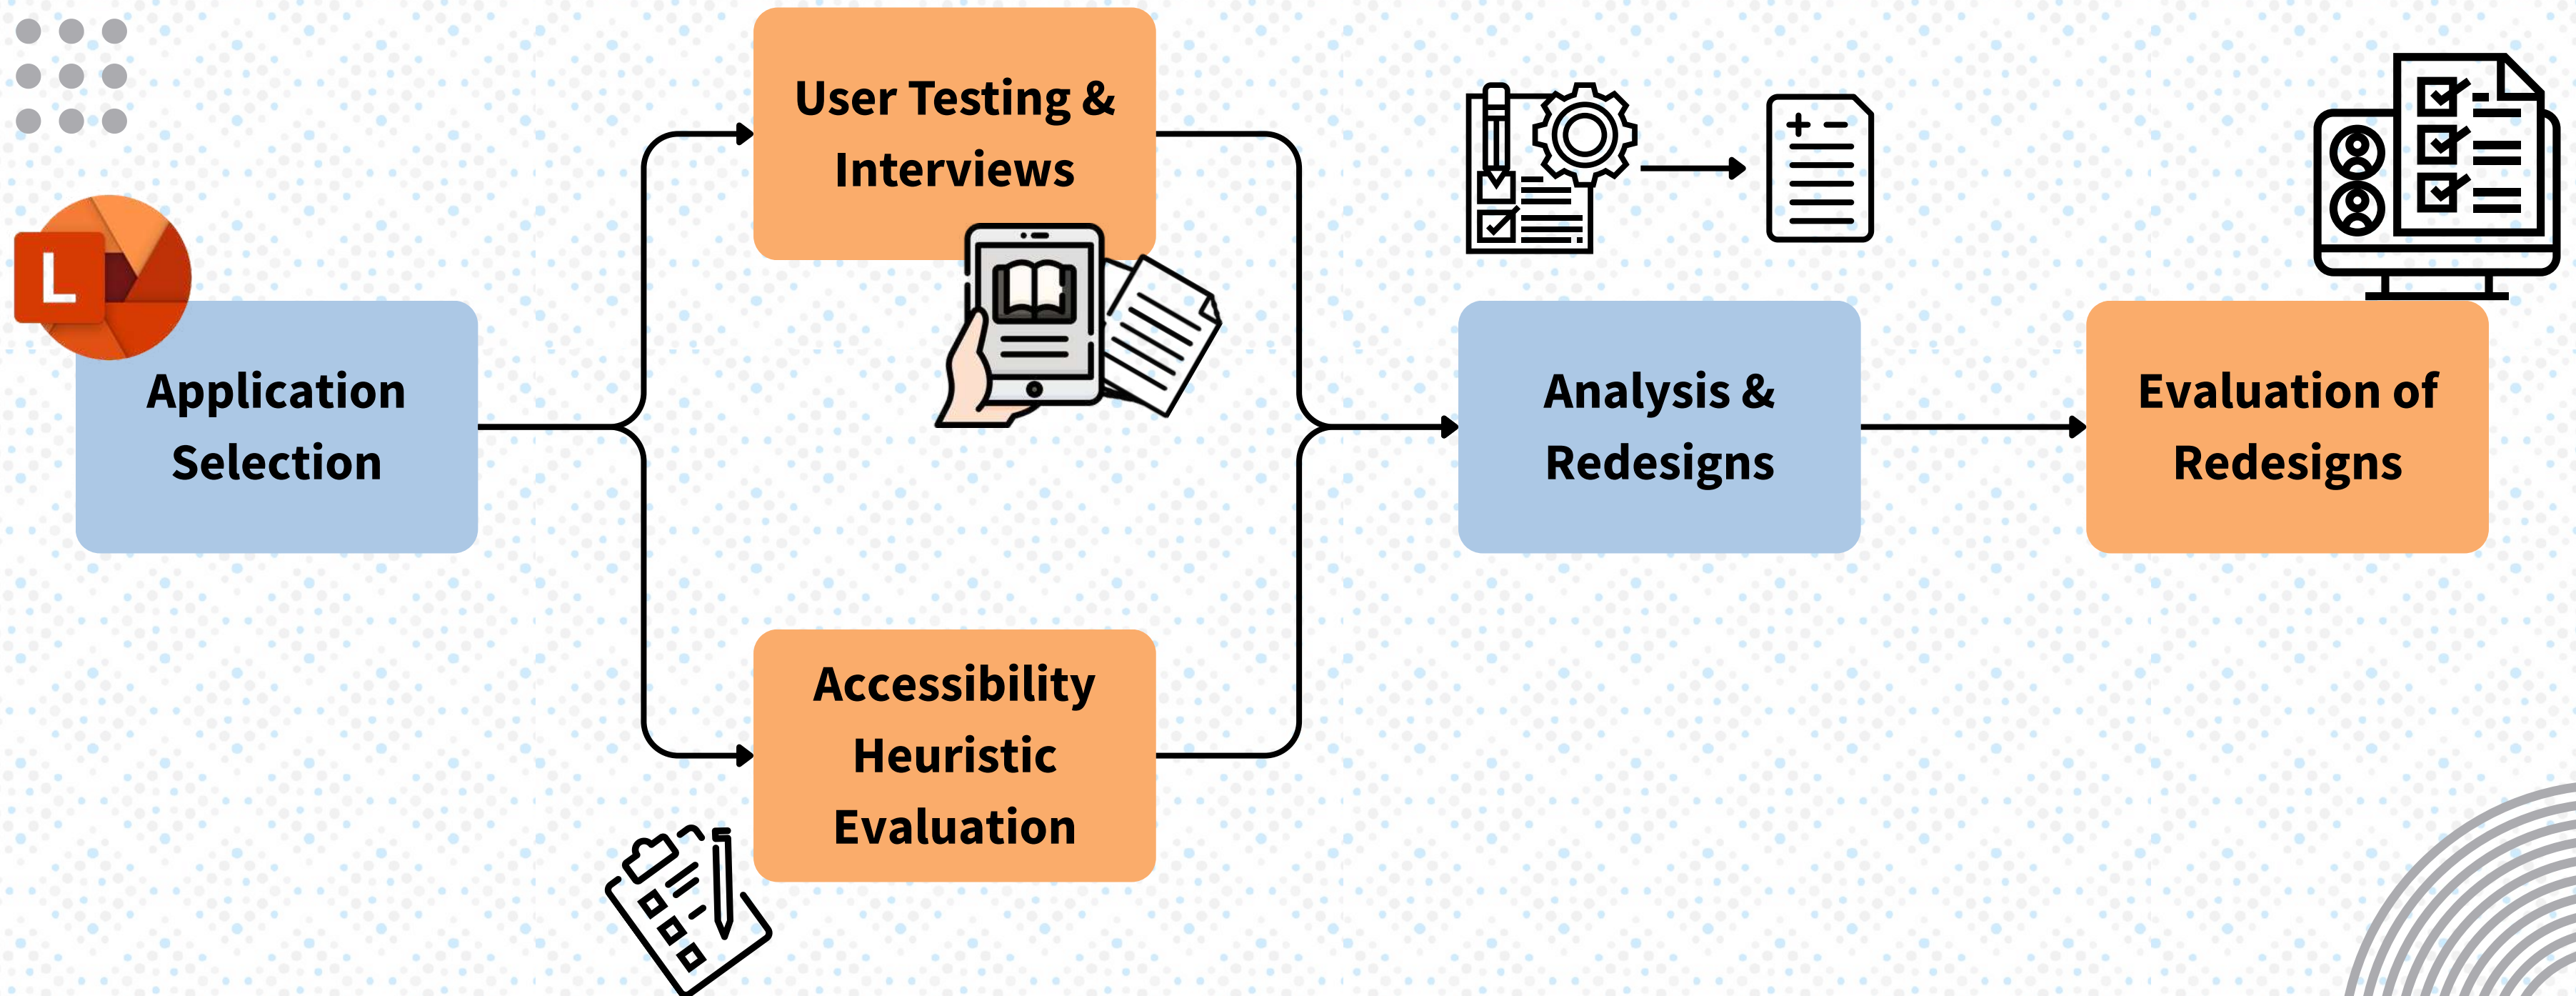 L
Application
Selection
User Testing &
Interviews
Accessibility
Heuristic
Evaluation
Analysis &
Redesigns
Evaluation of
Redesigns